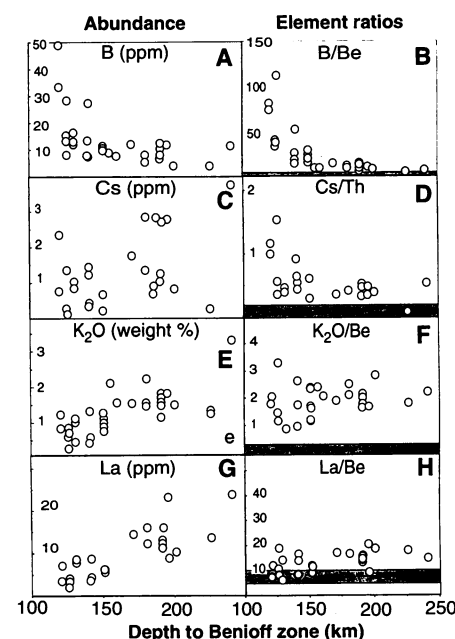 Abundance Element ratios
50 B (ppm) A 150 B/Be B
40
30 100
20 50
10
Cs (ppm) C 2 Cs/Th D
3
2 1
1
K2O (weight %) K2O/Be F
3 E 4
2 3
1 2
e 1
La (ppm) G La/Be H
40
20 30
20
10 10
100 150 200 100 150 200 250
Depth to Benioff zone (km)